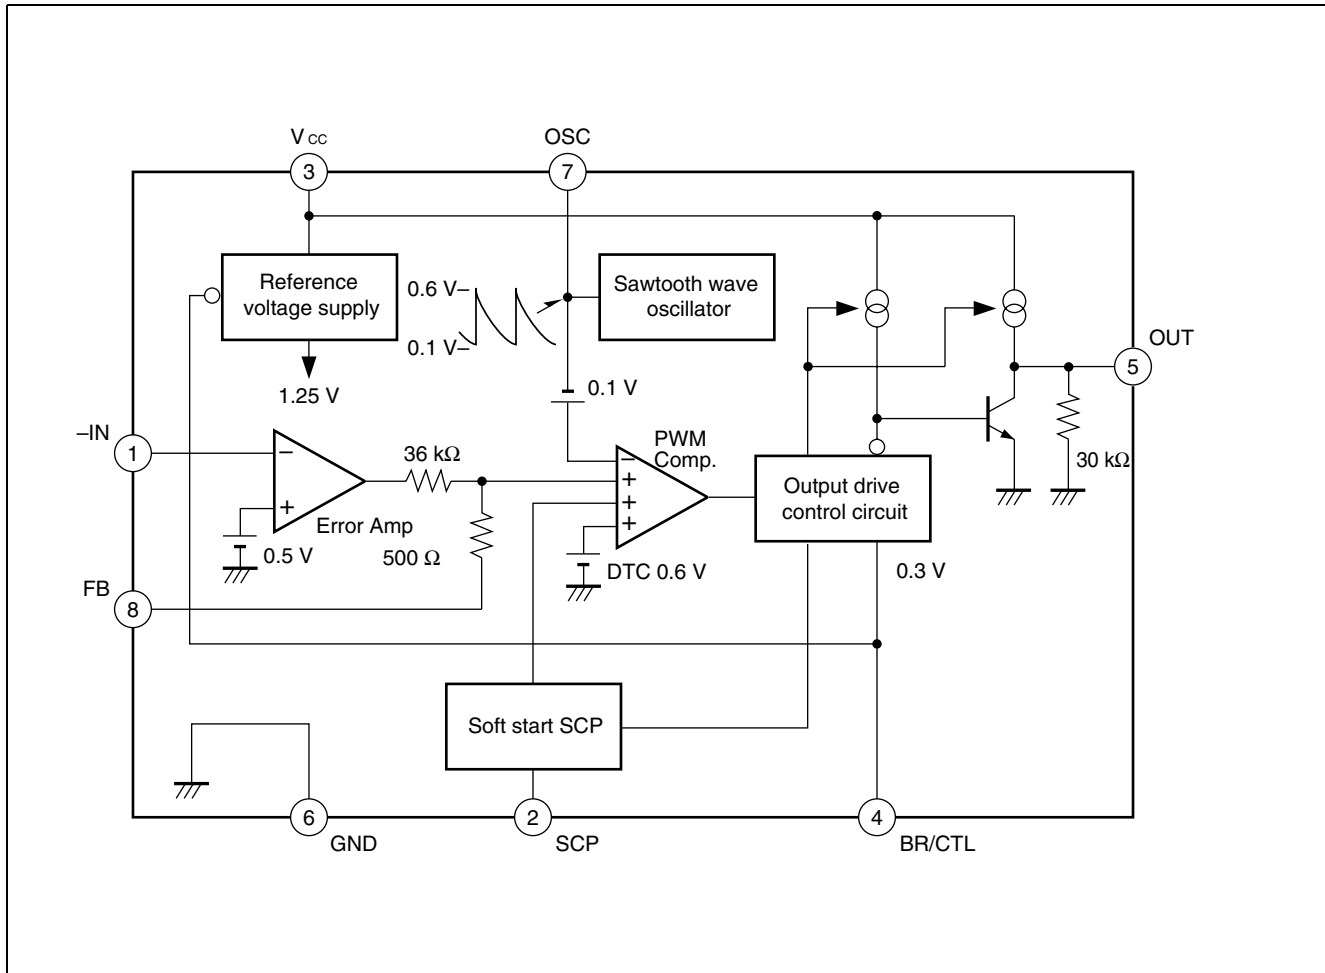 VCC
OSC
3
7
Reference
voltage supply
0.6 V
0.1 V
Sawtooth wave
oscillator
1.25 V
0.1 V
OUT
5
–IN
1
–
+
36 kΩ
PWM
Comp.
–
+
+
+
Output drive
control circuit
30 kΩ
Error Amp
0.5 V
500 Ω
DTC 0.6 V
0.3 V
FB
8
Soft start SCP
6
GND
2
SCP
4
BR/CTL